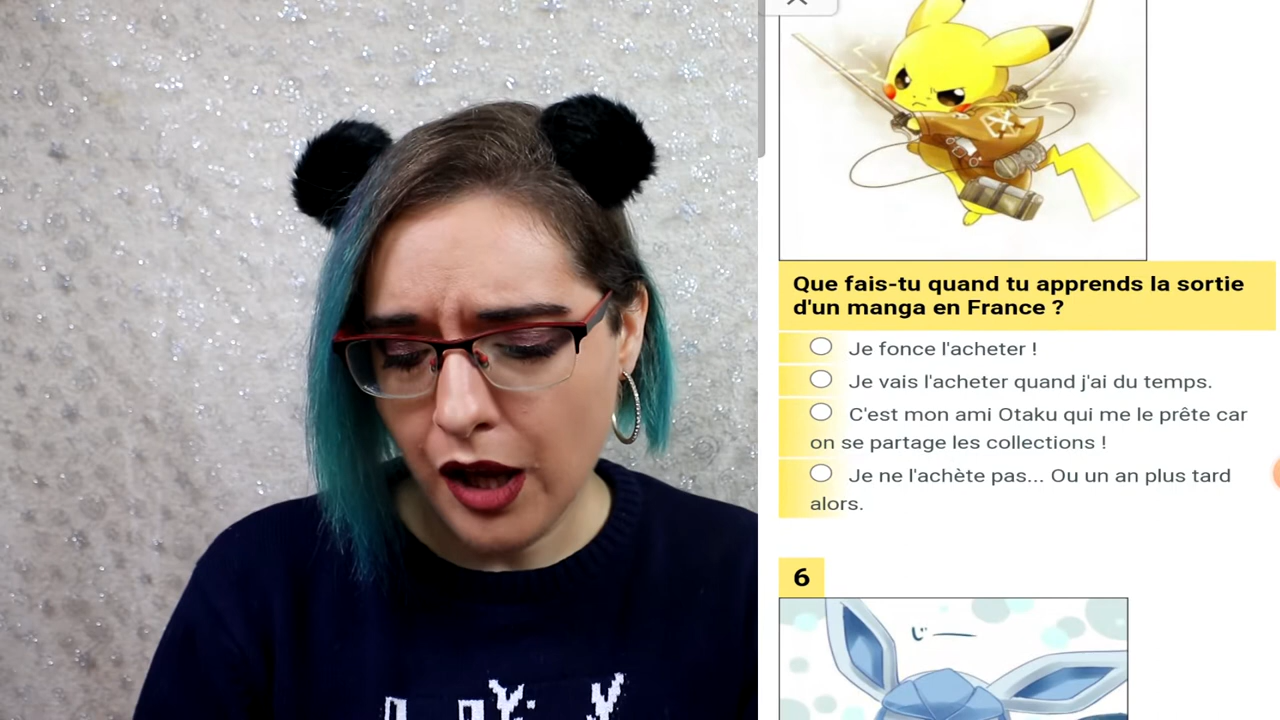 Que fais-tu quand tu apprends la sortie
d'un manga en France ?
Je fonce l'acheter !
Je vais l'acheter quand j'ai du temps.
C'est mon ami Otaku qui me le prête car
on se partage les collections !
Je ne l'achète pas... Ou un an plus tard
alors.
6
じー